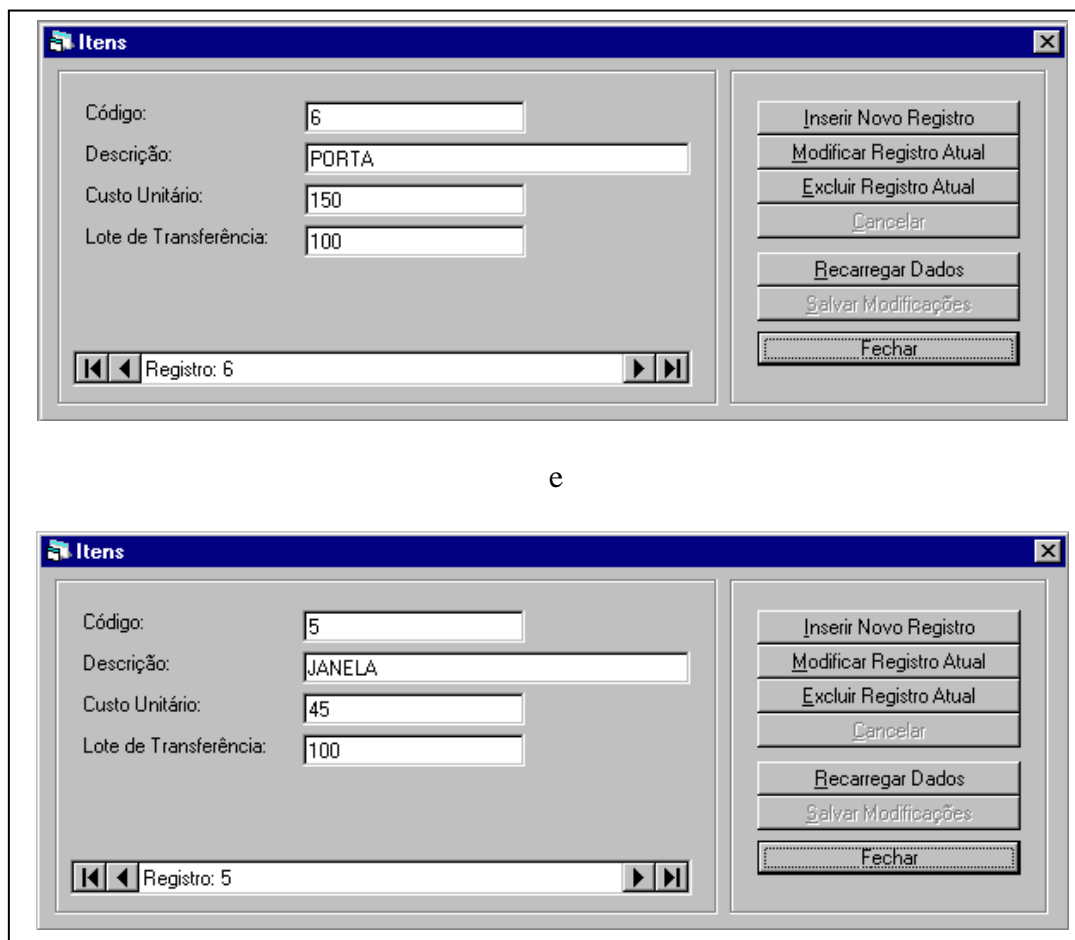 Itens
Código: 6
Descrição: PORTA
Custo Unitário: 150
Lote de Transferência: 100
Registro: 6
Inserir Novo Registro
Modificar Registro Atual
Excluir Registro Atual
Cancelar
Recarregar Dados
Salvar Modificações
Fechar
e
Itens
Código: 5
Descrição: JANELA
Custo Unitário: 45
Lote de Transferência: 100
Registro: 5
Inserir Novo Registro
Modificar Registro Atual
Excluir Registro Atual
Cancelar
Recarregar Dados
Salvar Modificações
Fechar